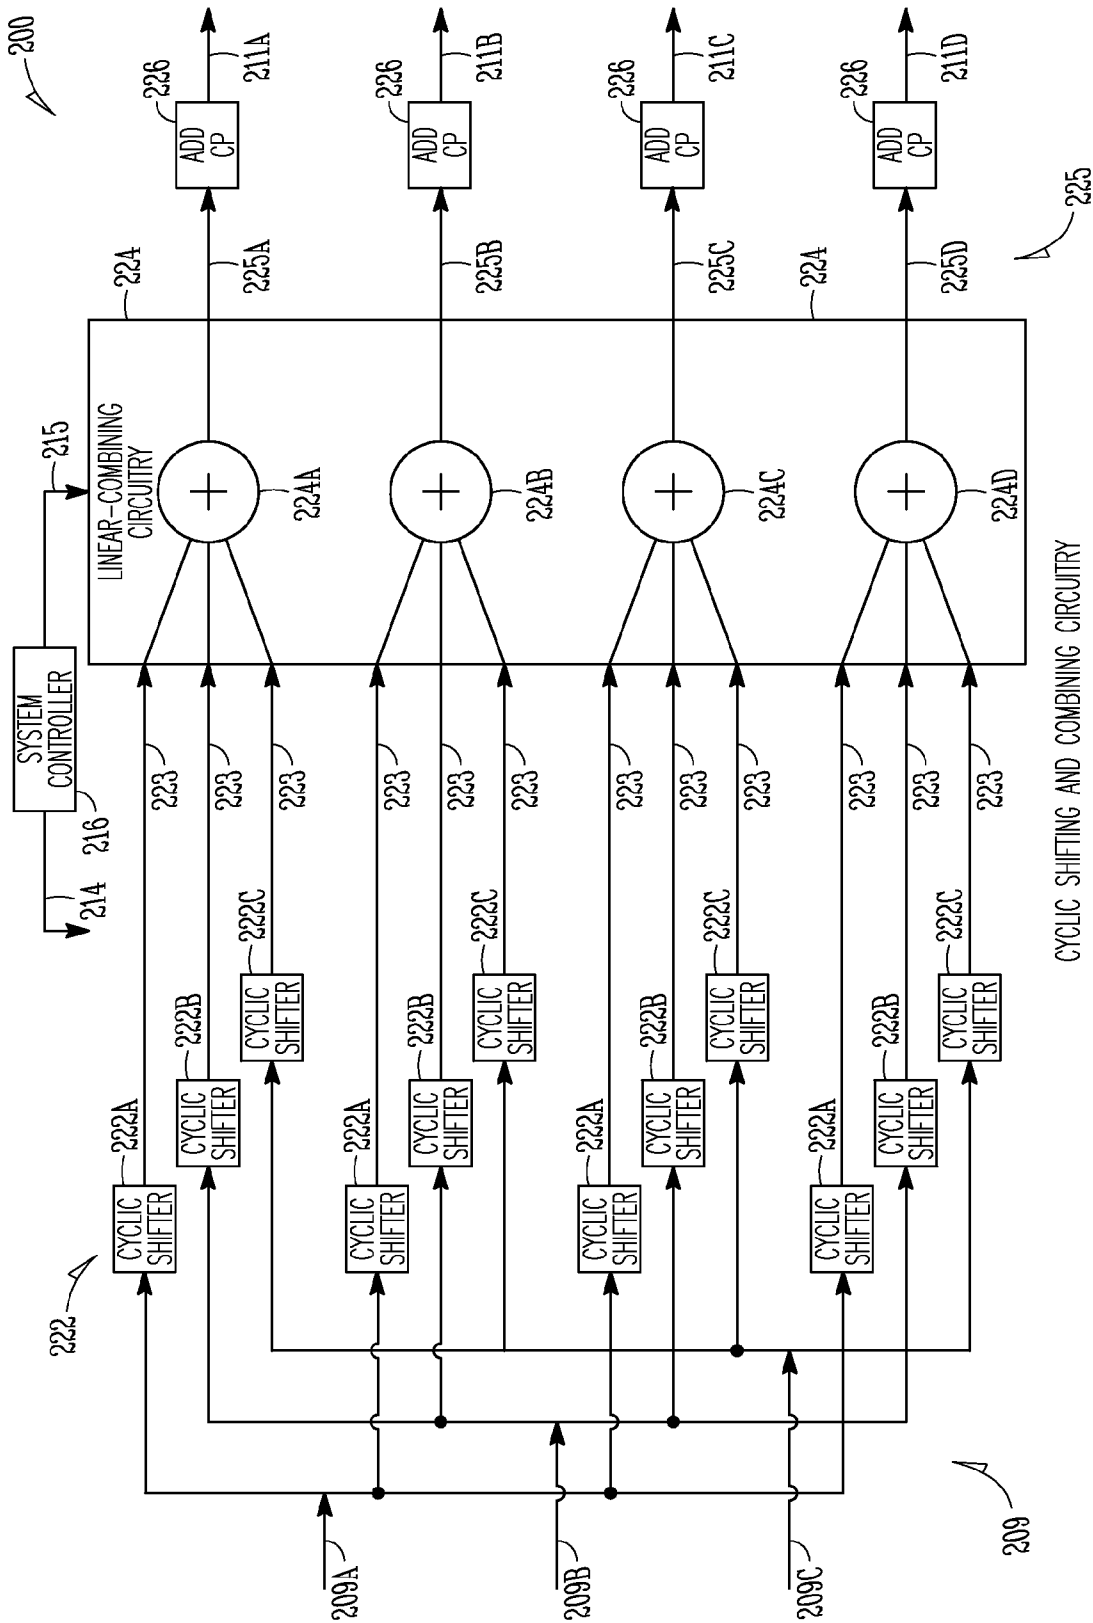 200
SYSTEM
CONTROLLER
216
214
215
LINEAR-COMBINING
CIRCUITRY
224
224
222
CYCLIC
SHIFTER
222A
223
CYCLIC
SHIFTER
222B
223
CYCLIC
SHIFTER
222C
223
224A
225A
ADD
CP
226
211A
CYCLIC
SHIFTER
222A
223
CYCLIC
SHIFTER
222B
223
CYCLIC
SHIFTER
222C
223
224B
225B
ADD
CP
226
211B
CYCLIC
SHIFTER
222A
223
CYCLIC
SHIFTER
222B
223
CYCLIC
SHIFTER
222C
223
224C
225C
ADD
CP
226
211C
CYCLIC
SHIFTER
222A
223
CYCLIC
SHIFTER
222B
223
CYCLIC
SHIFTER
222C
223
224D
225D
ADD
CP
226
211D
209A
209B
209C
209
225
CYCLIC SHIFTING AND COMBINING CIRCUITRY